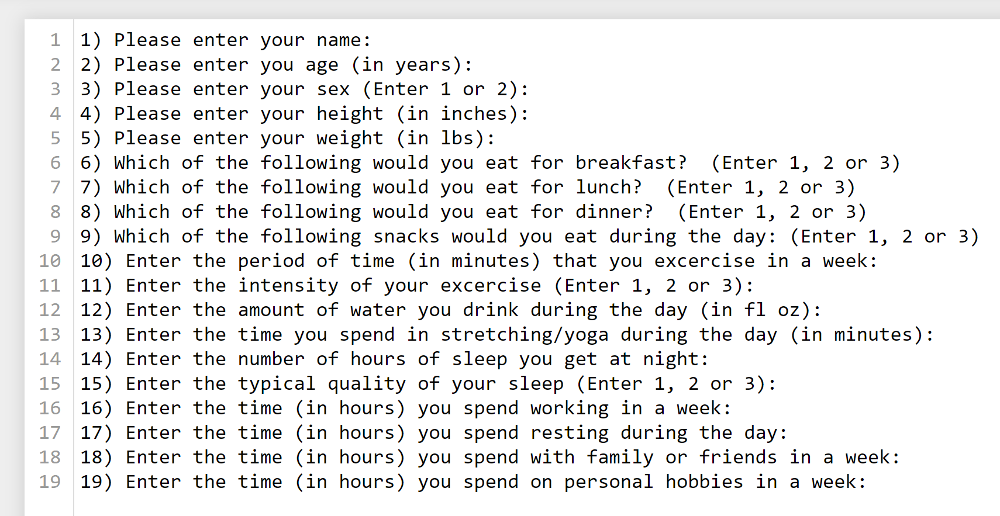 1 1) Please enter your name:
2 2) Please enter you age (in years):
3 3) Please enter your sex (Enter 1 or 2):
4 4) Please enter your height (in inches):
5 5) Please enter your weight (in lbs):
6 6) Which of the following would you eat for breakfast?  (Enter 1, 2 or 3)
7 7) Which of the following would you eat for lunch?  (Enter 1, 2 or 3)
8 8) Which of the following would you eat for dinner?  (Enter 1, 2 or 3)
9 9) Which of the following snacks would you eat during the day: (Enter 1, 2 or 3)
10 10) Enter the period of time (in minutes) that you excercise in a week:
11 11) Enter the intensity of your excercise (Enter 1, 2 or 3):
12 12) Enter the amount of water you drink during the day (in fl oz):
13 13) Enter the time you spend in stretching/yoga during the day (in minutes):
14 14) Enter the number of hours of sleep you get at night:
15 15) Enter the typical quality of your sleep (Enter 1, 2 or 3):
16 16) Enter the time (in hours) you spend working in a week:
17 17) Enter the time (in hours) you spend resting during the day:
18 18) Enter the time (in hours) you spend with family or friends in a week:
19 19) Enter the time (in hours) you spend on personal hobbies in a week: